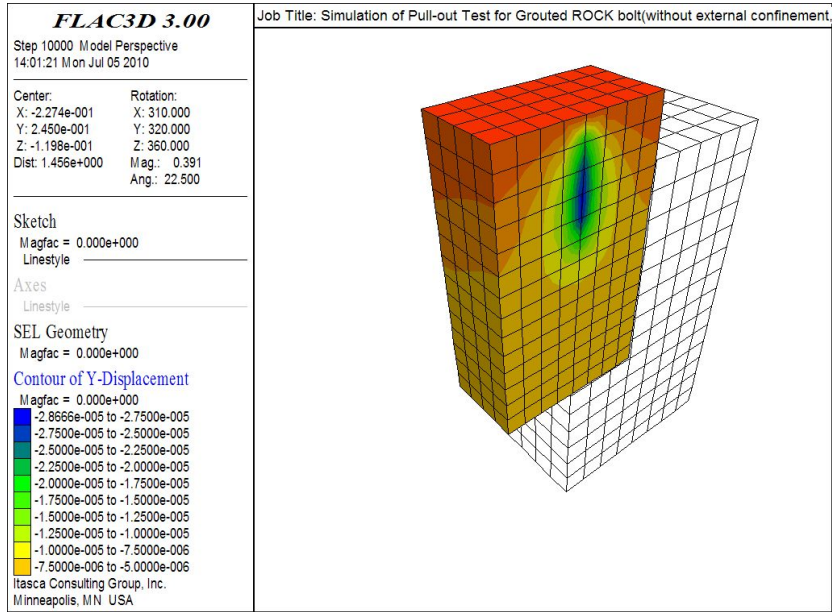 FLAC3D 3.00
Step 10000 Model Perspective
14:01:21 Mon Jul 05 2010
Center:
X: -2.274e-001
Y: 2.450e-001
Z: -1.198e-001
Dist: 1.456e+000
Rotation:
X: 310.000
Y: 320.000
Z: 360.000
Mag.: 0.391
Ang.: 22.500
Sketch
Magfac = 0.000e+000
Linestyle
Axes
Linestyle
SEL Geometry
Magfac = 0.000e+000
Contour of Y-Displacement
Magfac = 0.000e+000
-2.8666e-005 to -2.7500e-005
-2.7500e-005 to -2.5000e-005
-2.5000e-005 to -2.2500e-005
-2.2500e-005 to -2.0000e-005
-2.0000e-005 to -1.7500e-005
-1.7500e-005 to -1.5000e-005
-1.5000e-005 to -1.2500e-005
-1.2500e-005 to -1.0000e-005
-1.0000e-005 to -7.5000e-006
-7.5000e-006 to -5.0000e-006
Itasca Consulting Group, Inc.
Minneapolis, MN USA
Job Title: Simulation of Pull-out Test for Grouted ROCK bolt(without external confinement,